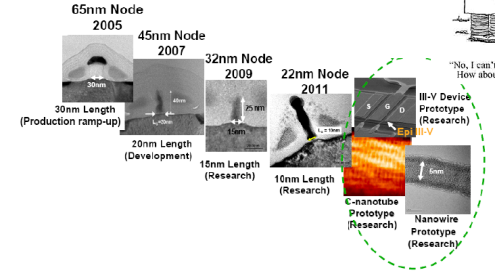 65nm Node
2005
30nm
30nm Length
(Production ramp-up)
45nm Node
2007
20nm Length
(Development)
32nm Node
2009
25 nm
15nm
15nm Length
(Research)
22nm Node
2011
10nm Length
(Research)
S G D
III-V Device
Prototype
(Research)
Epi III-V
C-nanotube
Prototype
(Research)
5nm
Nanowire
Prototype
(Research)
"No, I can't
How abou